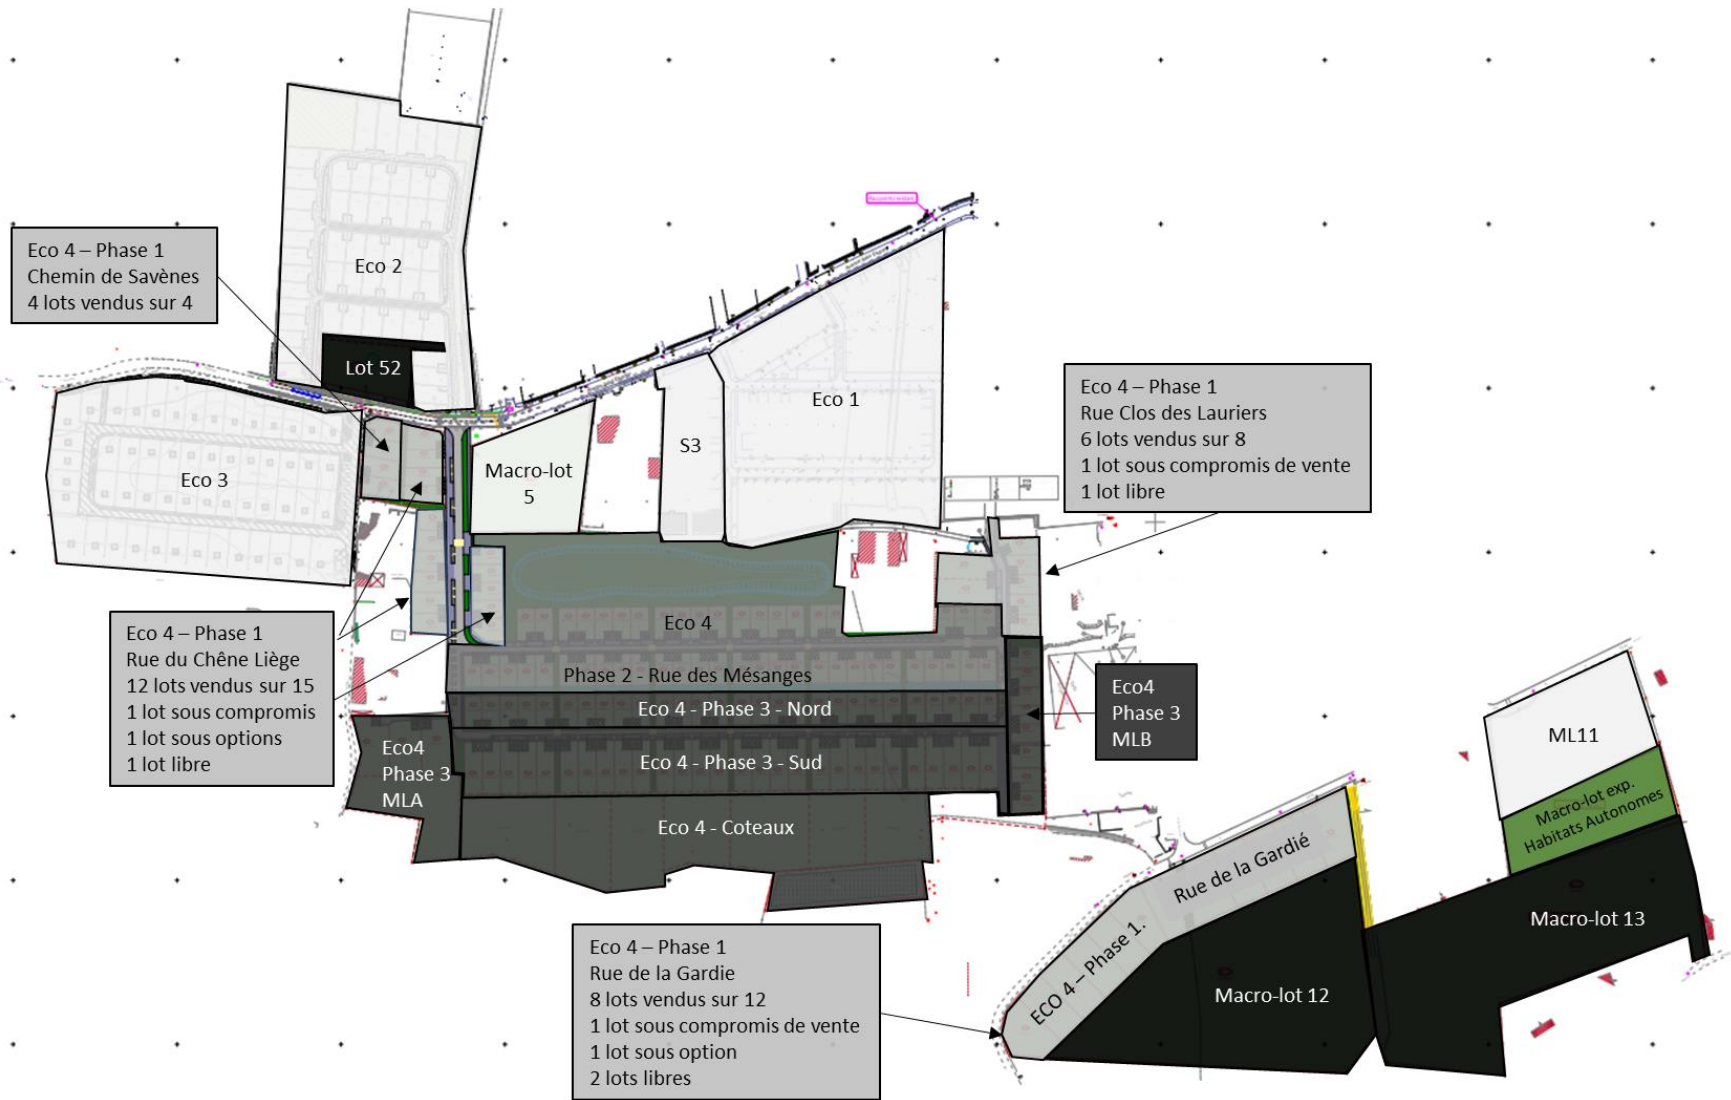 Eco 4 – Phase 1
Chemin de Savènes
4 lots vendus sur 4
Eco 2
Lot 52
Eco 3
Macro-lot
5
S3
Eco 1
Eco 4 – Phase 1
Rue Clos des Lauriers
6 lots vendus sur 8
1 lot sous compromis de vente
1 lot libre
Eco 4 – Phase 1
Rue du Chêne Liège
12 lots vendus sur 15
1 lot sous compromis
1 lot sous options
1 lot libre
Eco 4
Phase 2 - Rue des Mésanges
Eco 4 - Phase 3 - Nord
Eco 4 - Phase 3 - Sud
Eco4
Phase 3
MLA
Eco4
Phase 3
MLB
Eco 4 - Coteaux
ML11
Macro-lot exp.
Habitats Autonomes
Rue de la Gardié
ECO 4 – Phase 1.
Macro-lot 12
Macro-lot 13
Eco 4 – Phase 1
Rue de la Gardie
8 lots vendus sur 12
1 lot sous compromis de vente
1 lot sous option
2 lots libres